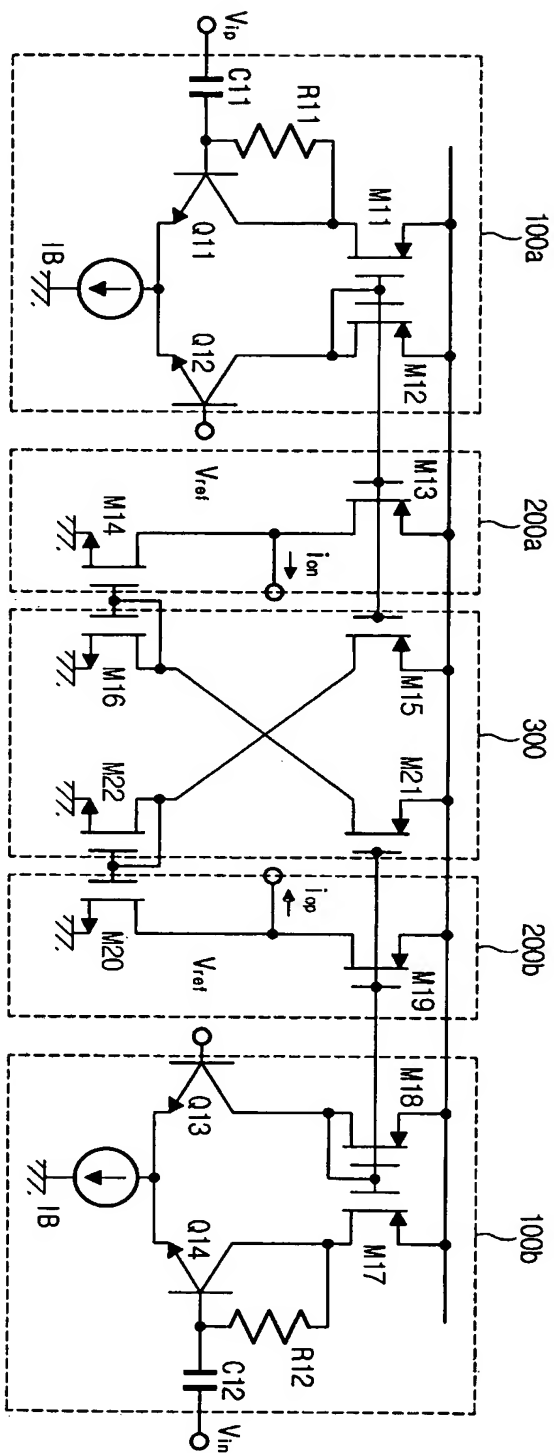 100a
200a
300
200b
100b
M11
M12
M13
M15
M21
M19
M18
M17
R11
R12
Vip
C11
Q11
Q12
Vref
ion
iop
Vref
Q13
Q14
C12
Vin
IB
M14
M16
M22
M20
IB